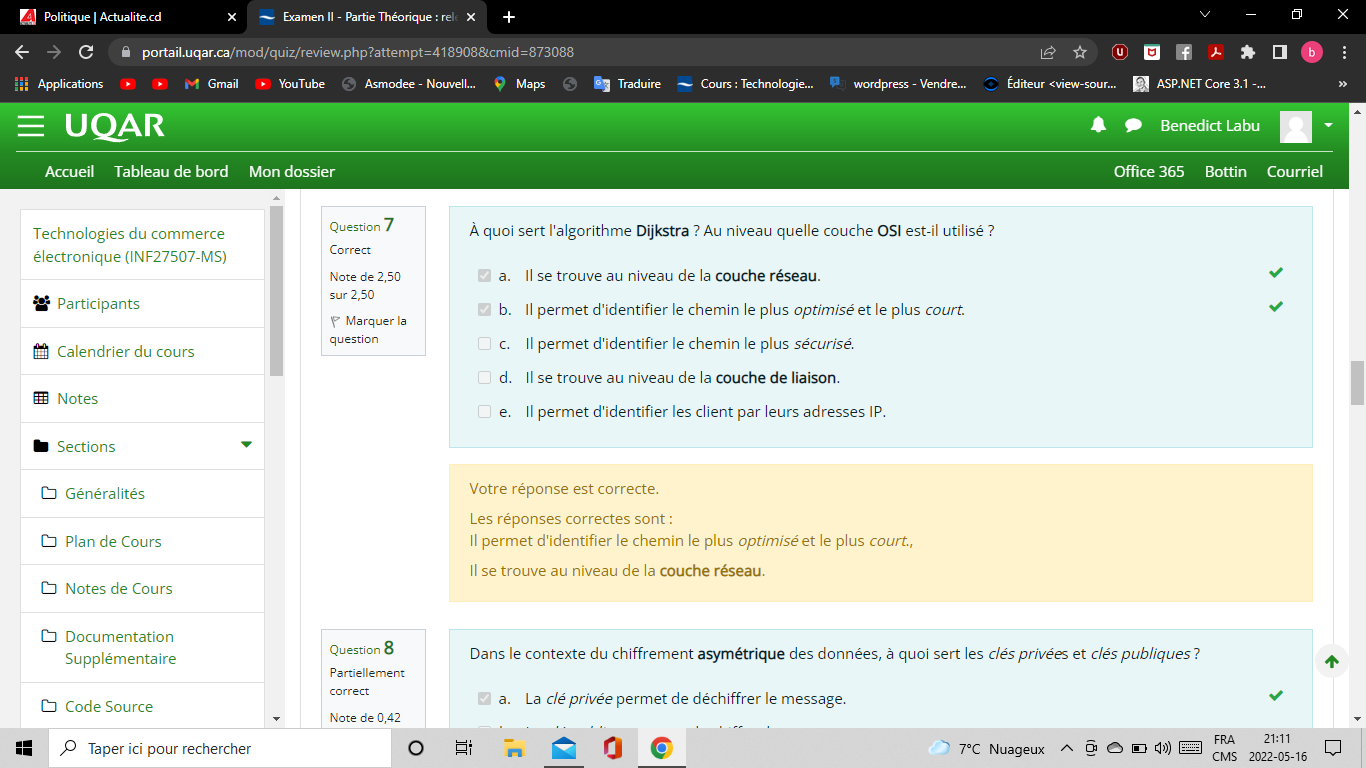 Politique | Actualite.cd
Examen II - Partie Théorique : rele
portail.uqar.ca/mod/quiz/review.php?attempt=418908&cmid=873088
b
Applications
Gmail
YouTube
Asmodee - Nouvell...
Maps
Traduire
Cours : Technologie...
wordpress - Vendre...
Éditeur <view-sour...
ASP.NET Core 3.1 -...
»
UQAR
Benedict Labu
Accueil
Tableau de bord
Mon dossier
Office 365
Bottin
Courriel
Technologies du commerce
électronique (INF27507-MS)
Participants
Calendrier du cours
Notes
Sections
Généralités
Plan de Cours
Notes de Cours
Documentation
Supplémentaire
Code Source
Question 7
Correct
Note de 2,50
sur 2,50
Marquer la
question
À quoi sert l'algorithme Dijkstra ? Au niveau quelle couche OSI est-il utilisé ?
a. Il se trouve au niveau de la couche réseau.
b. Il permet d'identifier le chemin le plus optimisé et le plus court.
c. Il permet d'identifier le chemin le plus sécurisé.
d. Il se trouve au niveau de la couche de liaison.
e. Il permet d'identifier les client par leurs adresses IP.
Votre réponse est correcte.
Les réponses correctes sont :
Il permet d'identifier le chemin le plus optimisé et le plus court.,
Il se trouve au niveau de la couche réseau.
Question 8
Partiellement
correct
Note de 0,42
Dans le contexte du chiffrement asymétrique des données, à quoi sert les clés privées et clés publiques ?
a. La clé privée permet de déchiffrer le message.
Taper ici pour rechercher
7°C Nuageux
FRA
CMS
21:11
2022-05-16